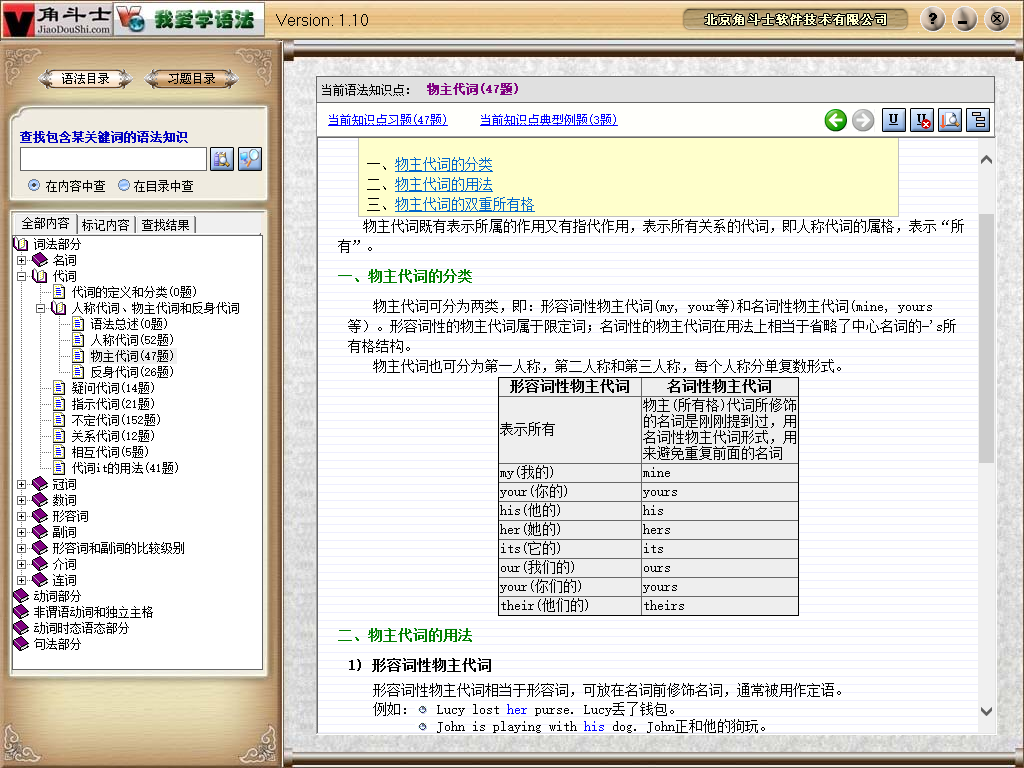 角斗士
JiaoDouShi.com
我爱学语法
Version: 1.10
北京角斗士软件技术有限公司
语法目录
习题目录
查找包含某关键词的语法知识
在内容中查
在目录中查
全部内容
标记内容
查找结果
词法部分
名词
代词
代词的定义和分类(0题)
人称代词、物主代词和反身代词
语法总述(0题)
人称代词(52题)
物主代词(47题)
反身代词(26题)
疑问代词(14题)
指示代词(21题)
不定代词(152题)
关系代词(12题)
相互代词(5题)
代词it的用法(41题)
冠词
数词
形容词
副词
形容词和副词的比较级别
介词
连词
动词部分
非谓语动词和独立主格
动词时态语态部分
句法部分
当前语法知识点： 物主代词(47题)
当前知识点习题(47题)
当前知识点典型例题(3题)
一、物主代词的分类
二、物主代词的用法
三、物主代词的双重所有格
物主代词既有表示所属的作用又有指代作用，表示所有关系的代词，即人称代词的属格，表示“所
有”。
一、物主代词的分类
物主代词可分为两类，即：形容词性物主代词(my, your等)和名词性物主代词(mine, yours
等）。形容词性的物主代词属于限定词；名词性的物主代词在用法上相当于省略了中心名词的-'s所
有格结构。
物主代词也可分为第一人称，第二人称和第三人称，每个人称分单复数形式。
形容词性物主代词 名词性物主代词
表示所有
物主(所有格)代词所修饰
的名词是刚刚提到过，用
名词性物主代词形式，用
来避免重复前面的名词
my(我的) mine
your(你的) yours
his(他的) his
her(她的) hers
its(它的) its
our(我们的) ours
your(你们的) yours
their(他们的) theirs
二、物主代词的用法
1) 形容词性物主代词
形容词性物主代词相当于形容词，可放在名词前修饰名词，通常被用作定语。
例如： Lucy lost her purse. Lucy丢了钱包。
John is playing with his dog. John正和他的狗玩。